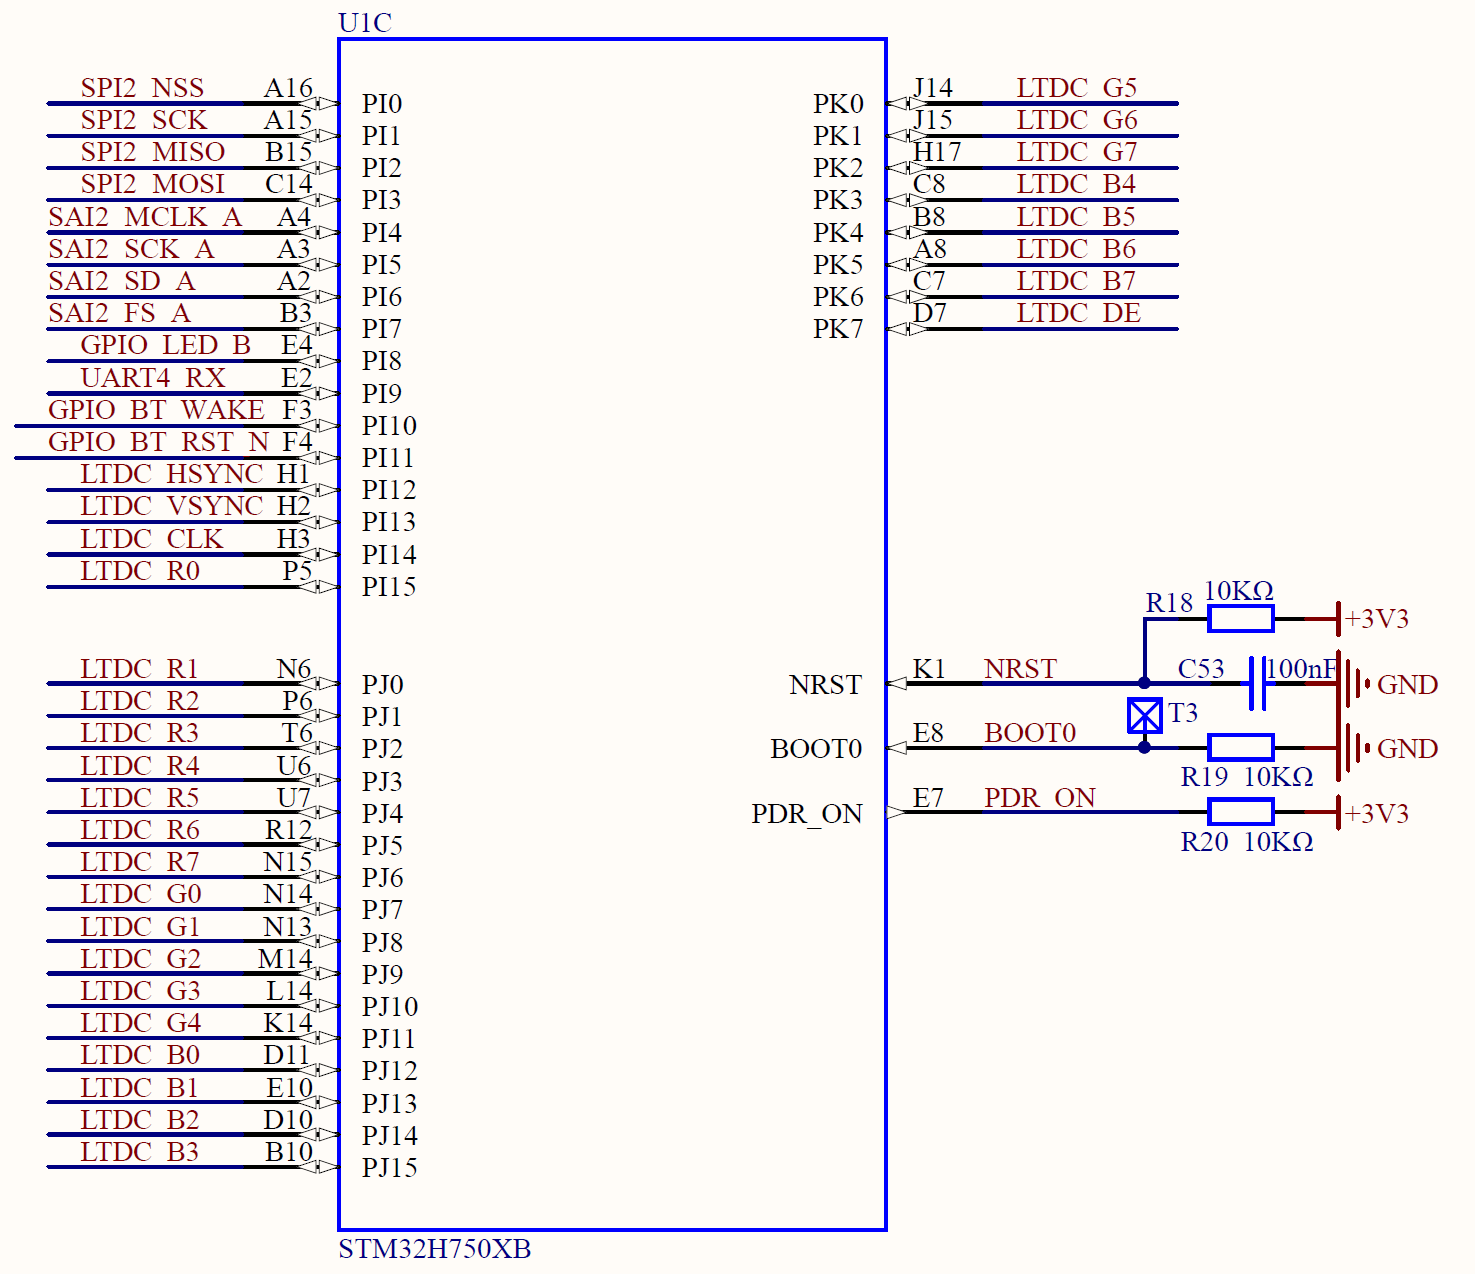 U1C
SPI2_NSS A16 PI0
SPI2_SCK A15 PI1
SPI2_MISO B15 PI2
SPI2_MOSI C14 PI3
SAI2_MCLK_A A4 PI4
SAI2_SCK_A A3 PI5
SAI2_SD_A A2 PI6
SAI2_FS_A B3 PI7
GPIO_LED_B E4 PI8
UART4_RX E2 PI9
GPIO_BT_WAKE F3 PI10
GPIO_BT_RST_N F4 PI11
LTDC_HSYNC H1 PI12
LTDC_VSYNC H2 PI13
LTDC_CLK H3 PI14
LTDC_R0 P5 PI15
LTDC_R1 N6 PJ0
LTDC_R2 P6 PJ1
LTDC_R3 T6 PJ2
LTDC_R4 U6 PJ3
LTDC_R5 U7 PJ4
LTDC_R6 R12 PJ5
LTDC_R7 N15 PJ6
LTDC_G0 N14 PJ7
LTDC_G1 N13 PJ8
LTDC_G2 M14 PJ9
LTDC_G3 L14 PJ10
LTDC_G4 K14 PJ11
LTDC_B0 D11 PJ12
LTDC_B1 E10 PJ13
LTDC_B2 D10 PJ14
LTDC_B3 B10 PJ15
PK0 J14 LTDC_G5
PK1 J15 LTDC_G6
PK2 H17 LTDC_G7
PK3 C8 LTDC_B4
PK4 B8 LTDC_B5
PK5 A8 LTDC_B6
PK6 C7 LTDC_B7
PK7 D7 LTDC_DE
R18 10KΩ +3V3
NRST K1 NRST C53 100nF GND
T3
BOOT0 E8 BOOT0 GND
R19 10KΩ
PDR_ON E7 PDR_ON +3V3
R20 10KΩ
STM32H750XB